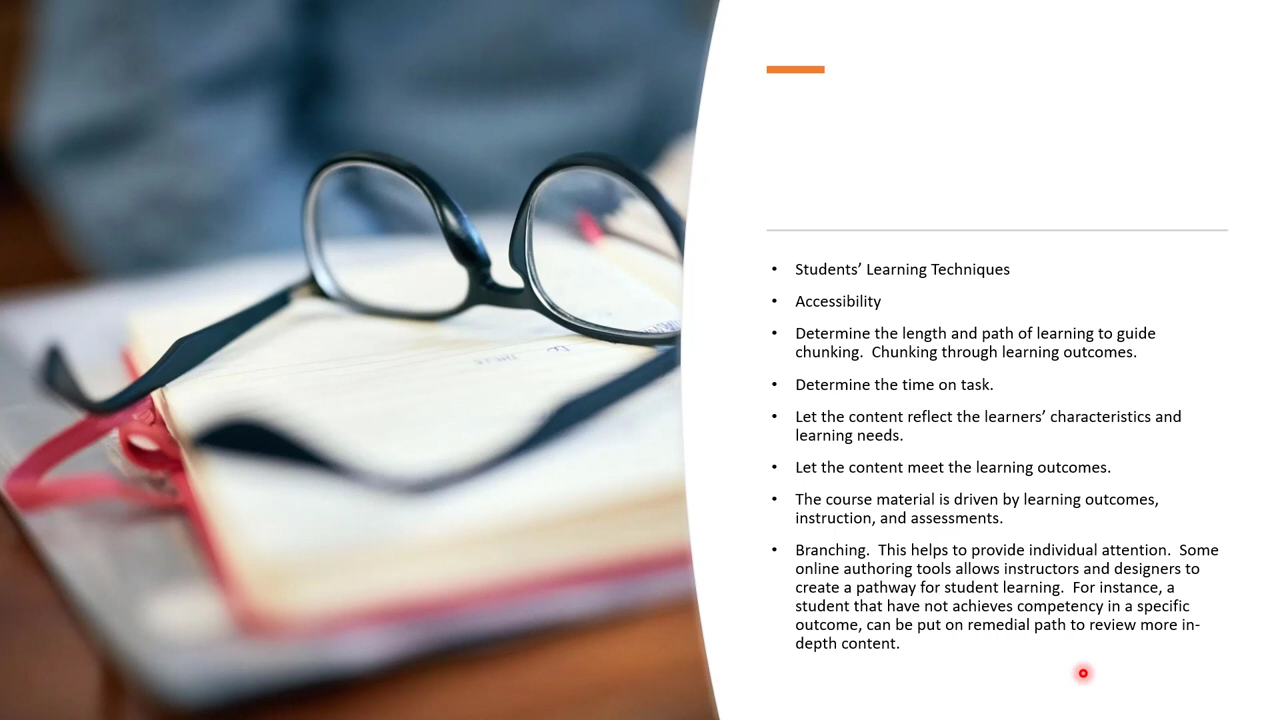 • Students’ Learning Techniques
• Accessibility
• Determine the length and path of learning to guide
chunking.  Chunking through learning outcomes.
• Determine the time on task.
• Let the content reflect the learners’ characteristics and
learning needs.
• Let the content meet the learning outcomes.
• The course material is driven by learning outcomes,
instruction, and assessments.
• Branching.  This helps to provide individual attention.  Some
online authoring tools allows instructors and designers to
create a pathway for student learning.  For instance, a
student that have not achieves competency in a specific
outcome, can be put on remedial path to review more in-
depth content.